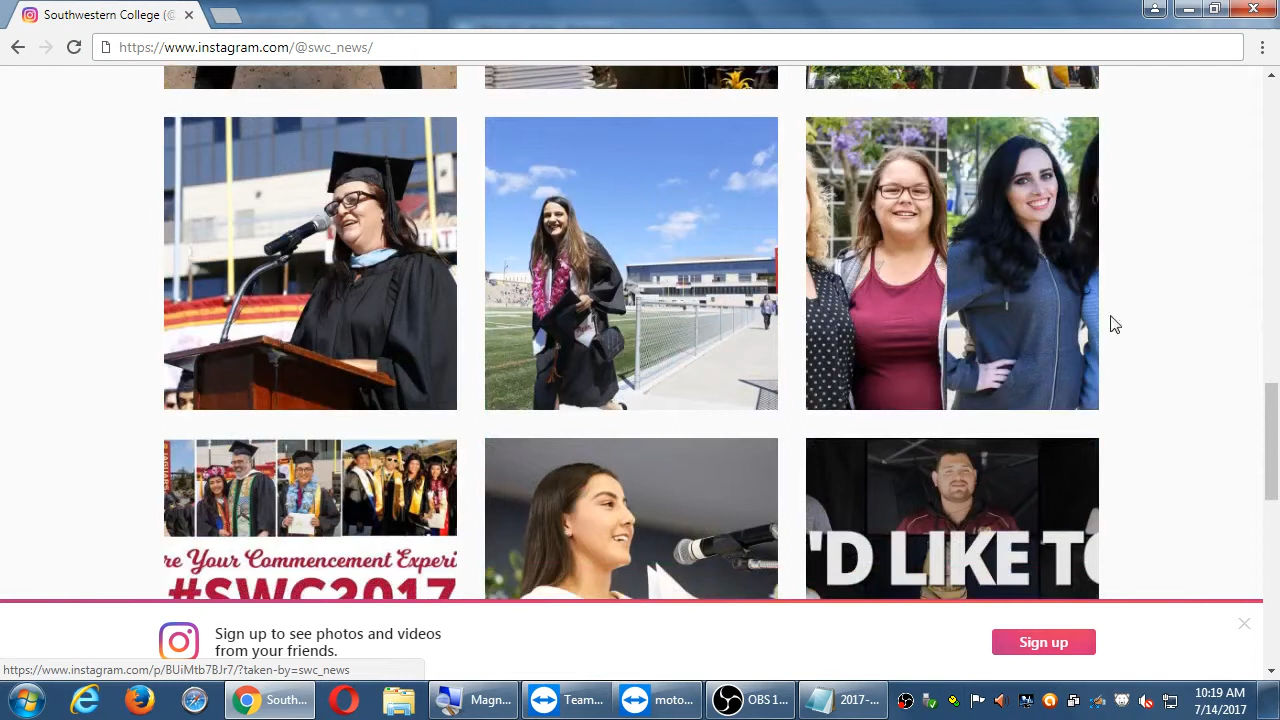 Southwestern College (@
https://www.instagram.com/@swc_news/
re Your Commencement Experi
#SWC2017
'D LIKE TO
Sign up to see photos and videos
from your friends.
Sign up
https://www.instagram.com/p/BUiMtb7BJr7/?taken-by=swc_news
South...
Magn...
Team...
moto...
OBS 1...
2017-...
10:19 AM
7/14/2017